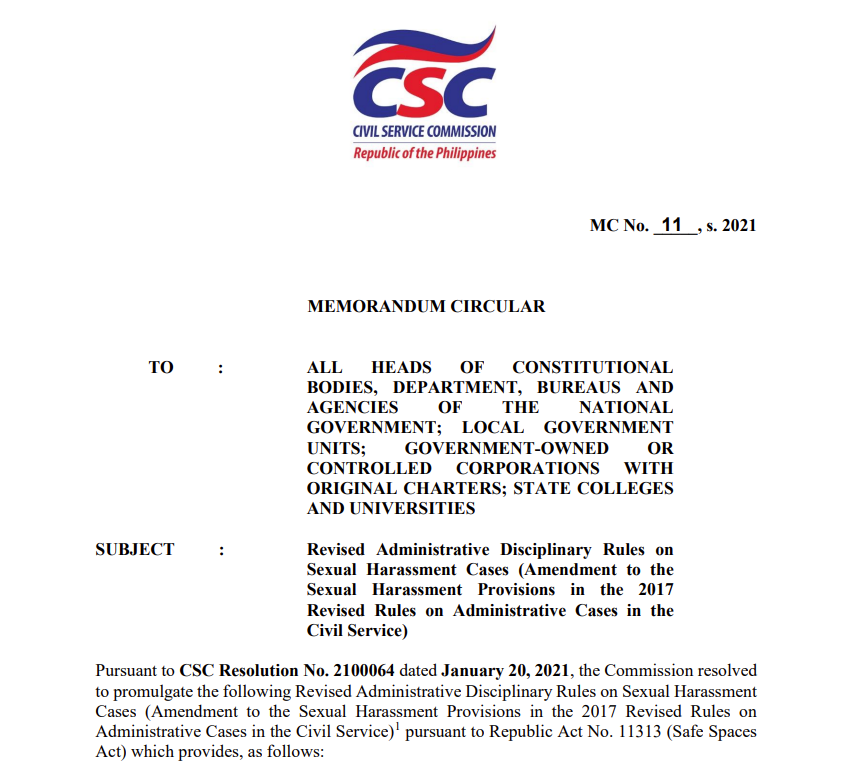 CSC
CIVIL SERVICE COMMISSION
Republic of the Philippines
MC No. 11, s. 2021
MEMORANDUM CIRCULAR
TO : ALL HEADS OF CONSTITUTIONAL
BODIES, DEPARTMENT, BUREAUS AND
AGENCIES OF THE NATIONAL
GOVERNMENT; LOCAL GOVERNMENT
UNITS; GOVERNMENT-OWNED OR
CONTROLLED CORPORATIONS WITH
ORIGINAL CHARTERS; STATE COLLEGES
AND UNIVERSITIES
SUBJECT : Revised Administrative Disciplinary Rules on
Sexual Harassment Cases (Amendment to the
Sexual Harassment Provisions in the 2017
Revised Rules on Administrative Cases in the
Civil Service)
Pursuant to CSC Resolution No. 2100064 dated January 20, 2021, the Commission resolved
to promulgate the following Revised Administrative Disciplinary Rules on Sexual Harassment
Cases (Amendment to the Sexual Harassment Provisions in the 2017 Revised Rules on
Administrative Cases in the Civil Service)1 pursuant to Republic Act No. 11313 (Safe Spaces
Act) which provides, as follows: